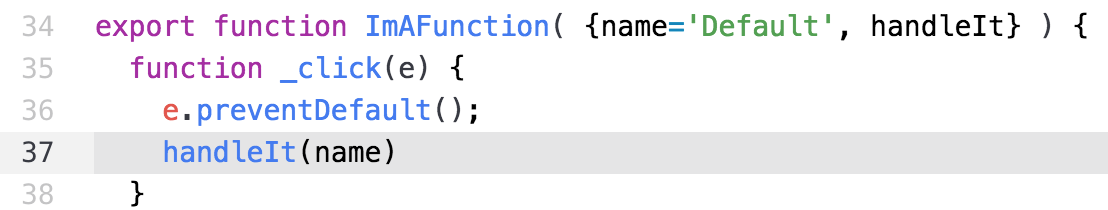 34 export function ImAFunction( {name='Default', handleIt} ) {
35   function _click(e) {
36     e.preventDefault();
37     handleIt(name)
38   }